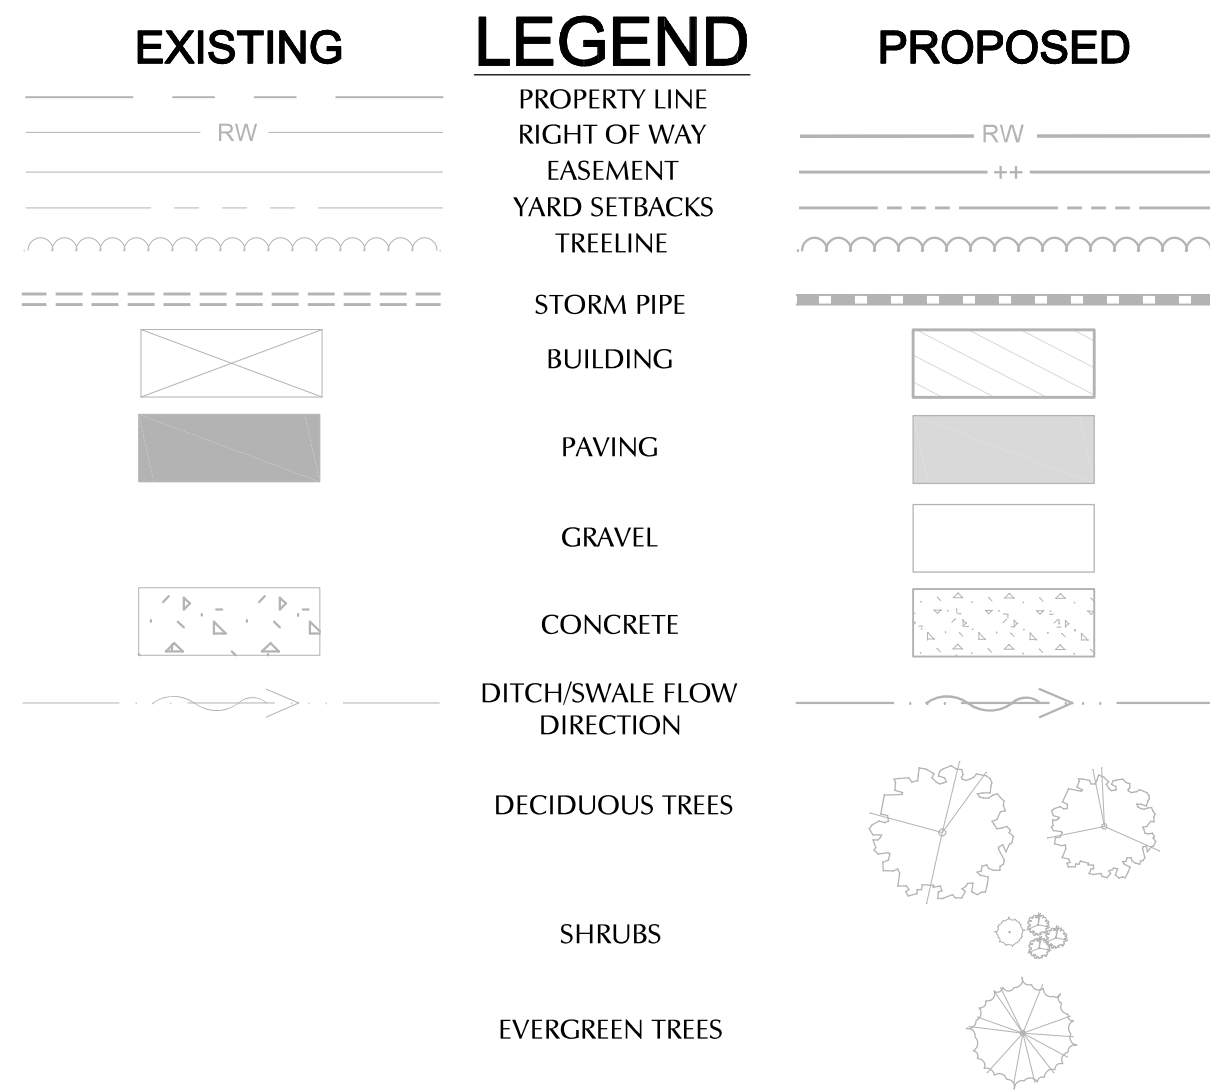 EXISTING LEGEND PROPOSED
PROPERTY LINE
RW RIGHT OF WAY RW
EASEMENT ++
YARD SETBACKS
TREELINE
STORM PIPE
BUILDING
PAVING
GRAVEL
CONCRETE
DITCH/SWALE FLOW
DIRECTION
DECIDUOUS TREES
SHRUBS
EVERGREEN TREES